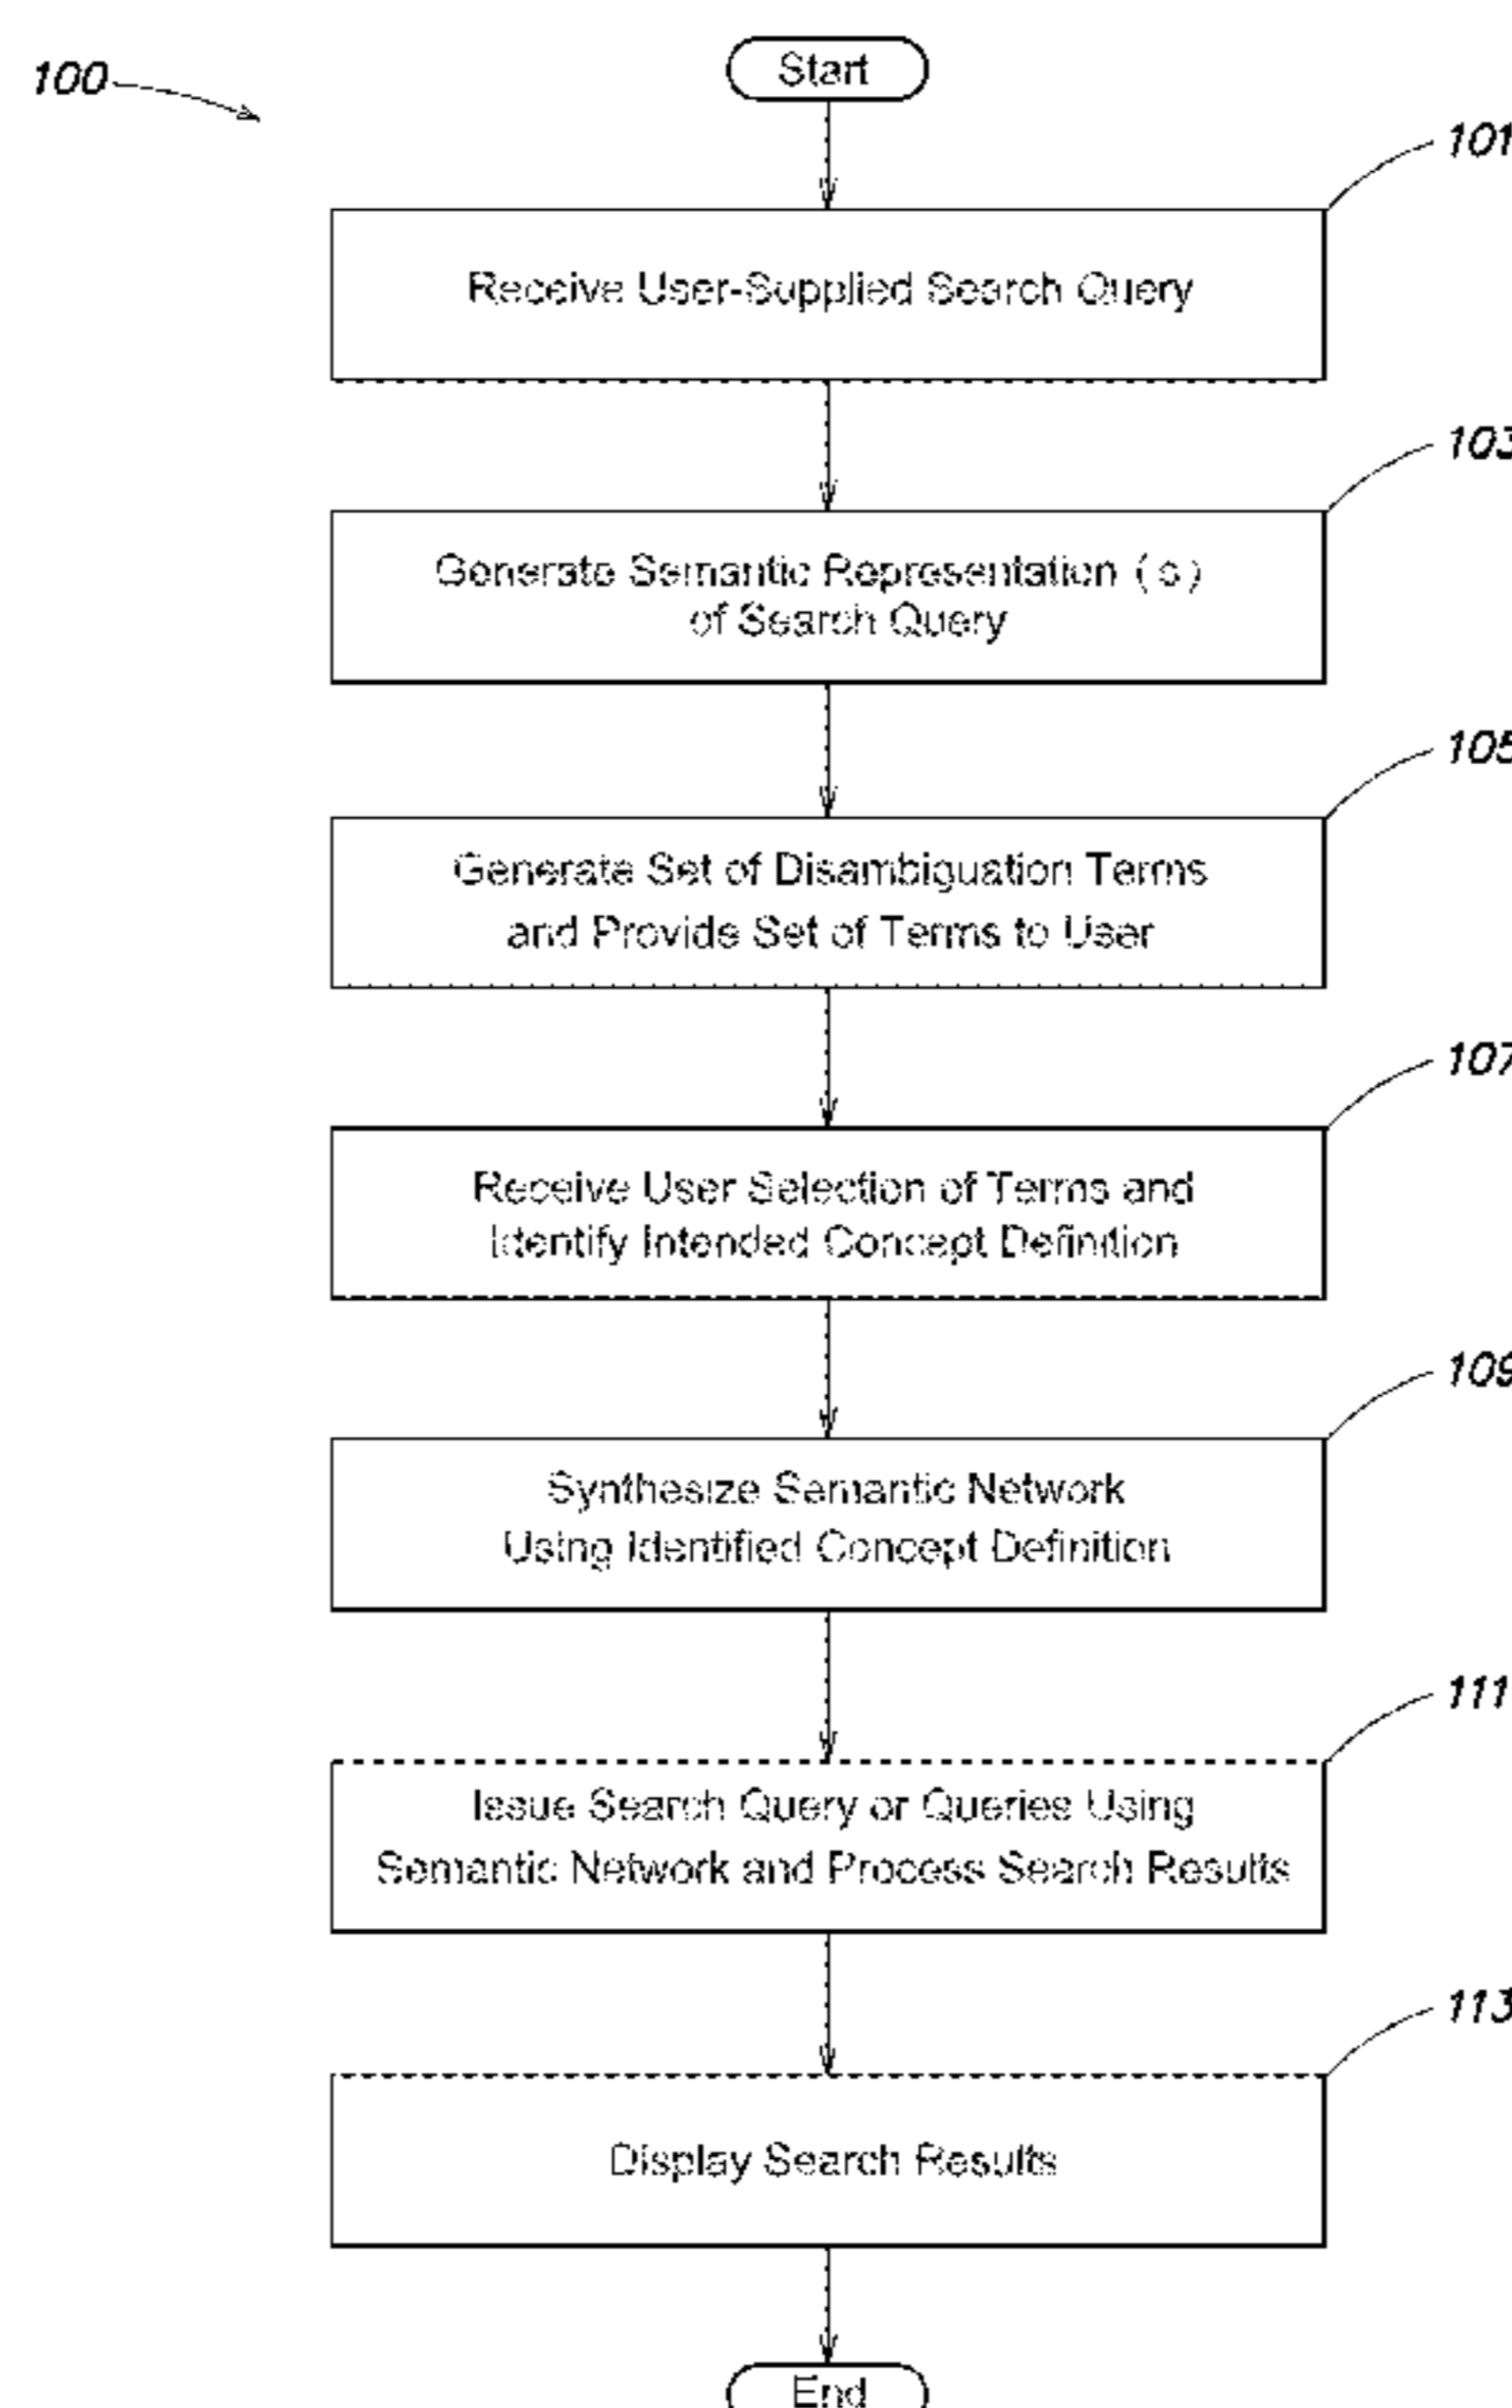 100
Start
101
Receive User-Supplied Search Query
103
Generate Semantic Representation (s)
of Search Query
105
Generate Set of Disambiguation Terms
and Provide Set of Terms to User
107
Receive User Selection of Terms and
Identify Intended Concept Definition
109
Synthesize Semantic Network
Using Identified Concept Definition
111
Issue Search Query or Queries Using
Semantic Network and Process Search Results
113
Display Search Results
End